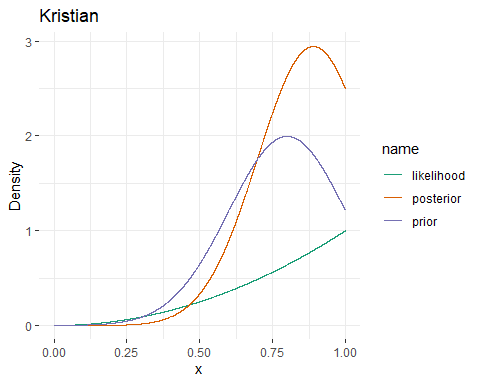 Kristian
3
2
1
0
Density
0.00 0.25 0.50 0.75 1.00
x
name
likelihood
posterior
prior